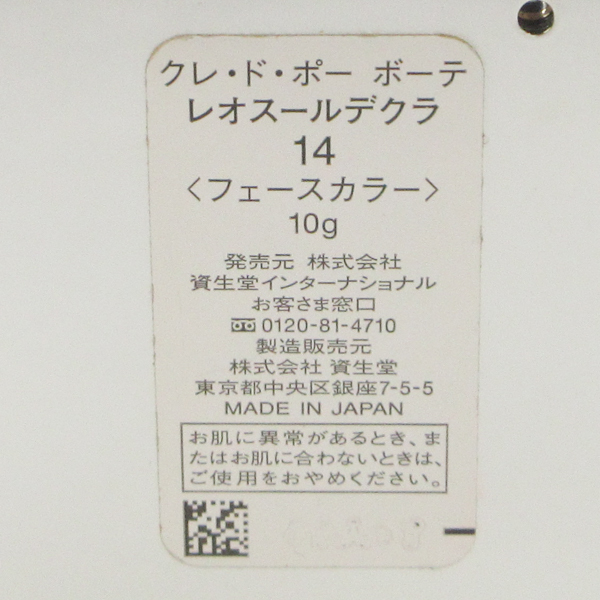 クレ・ド・ポー ボーテ
レオスールデクラ
14
〈フェースカラー〉
10g
発売元 株式会社
資生堂インターナショナル
お客さま窓口
0120-81-4710
製造販売元
株式会社 資生堂
東京都中央区銀座7-5-5
MADE IN JAPAN
お肌に異常があるとき、ま
たはお肌に合わないときは、
ご使用をおやめください。